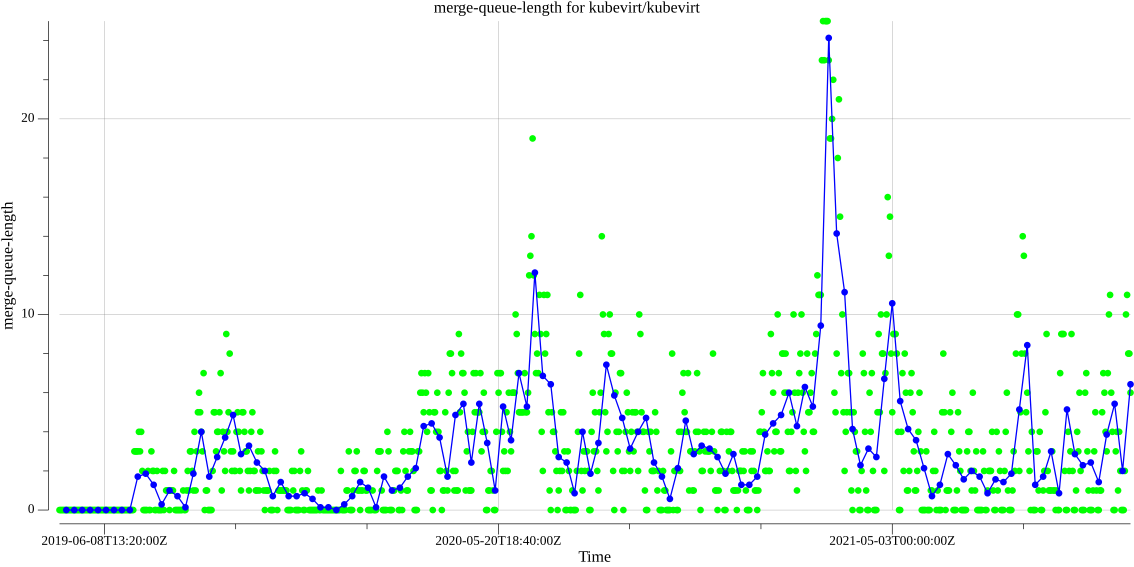 merge-queue-length for kubevirt/kubevirt
20
merge-queue-length
10
0
2019-06-08T13:20:00Z
2020-05-20T18:40:00Z
2021-05-03T00:00:00Z
Time